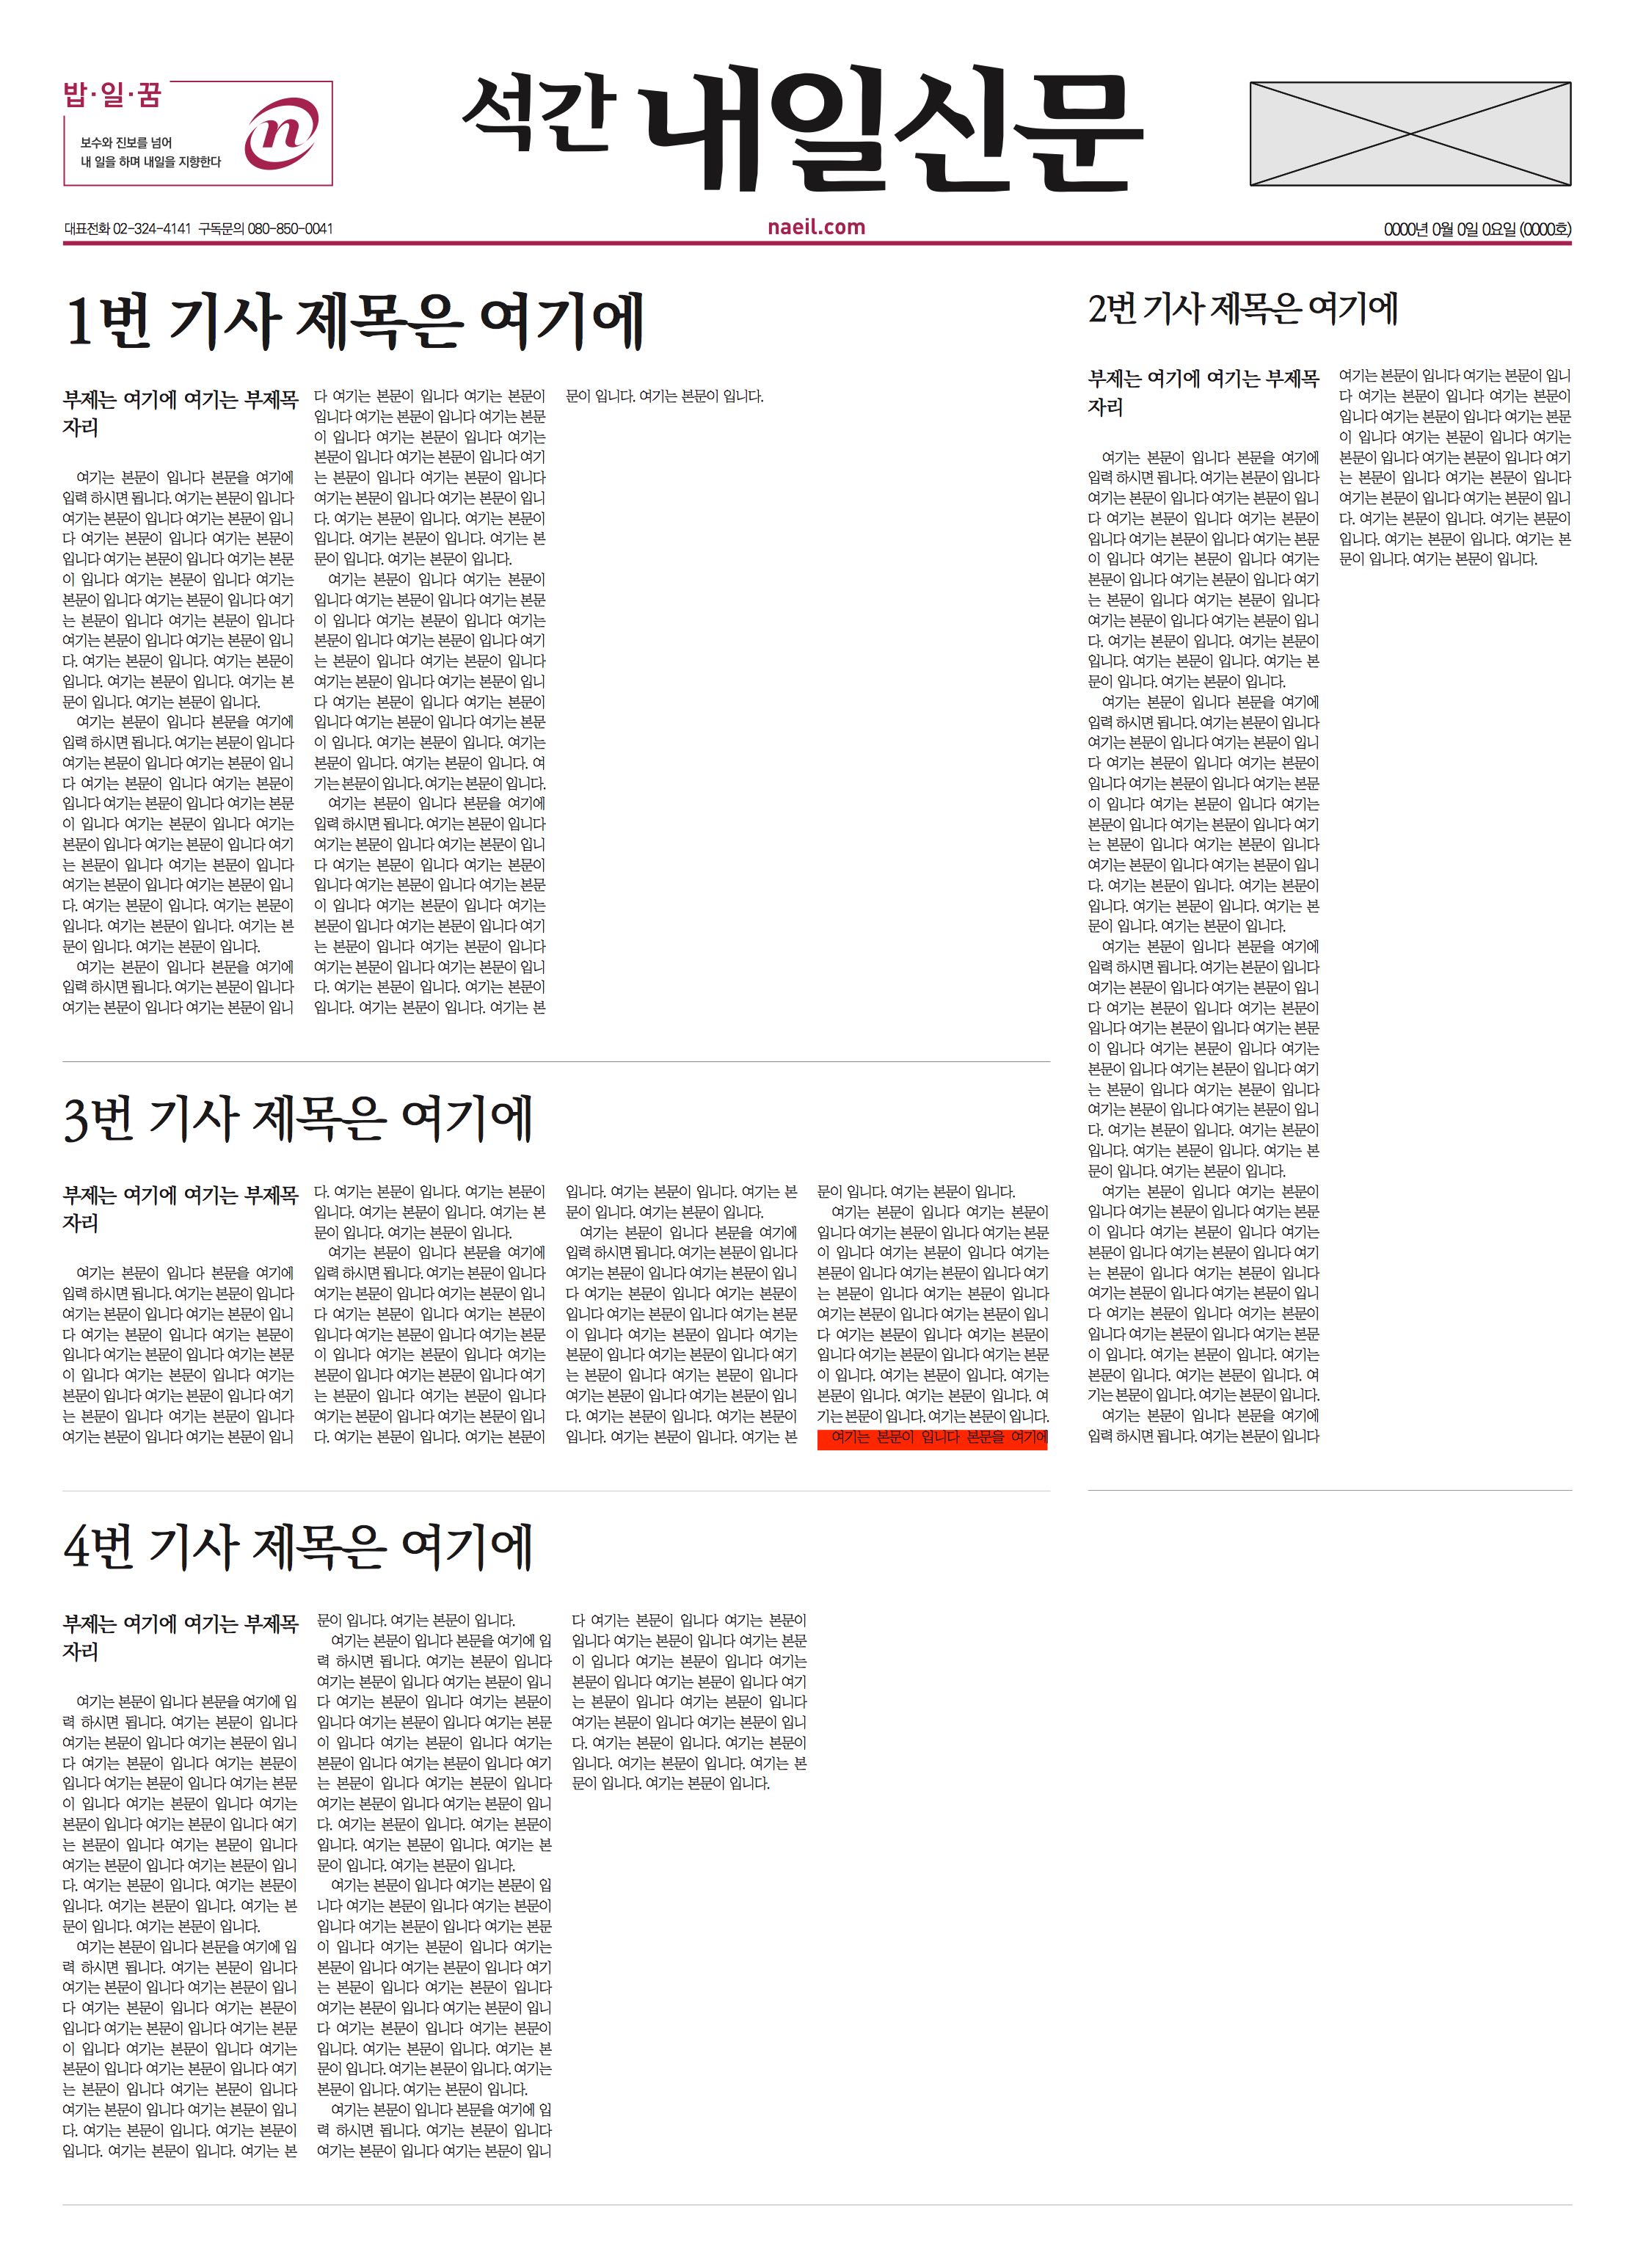 밥·일·꿈
보수와 진보를 넘어
내 일을 하며 내일을 지향한다
n
석간 내일신문
대표전화 02-324-4141 구독문의 080-850-0041
naeil.com
0000년 0월 0일 0요일 (0000호)
1번 기사 제목은 여기에
부제는 여기에 여기는 부제목
자리
여기는 본문이 입니다 본문을 여기에
입력 하시면 됩니다. 여기는 본문이 입니다
여기는 본문이 입니다 여기는 본문이 입니
다 여기는 본문이 입니다 여기는 본문이
입니다 여기는 본문이 입니다 여기는 본문
이 입니다 여기는 본문이 입니다 여기는
본문이 입니다 여기는 본문이 입니다 여기
는 본문이 입니다 여기는 본문이 입니다
여기는 본문이 입니다 여기는 본문이 입니
다. 여기는 본문이 입니다. 여기는 본문이
입니다. 여기는 본문이 입니다. 여기는 본
문이 입니다. 여기는 본문이 입니다.
여기는 본문이 입니다 본문을 여기에
입력 하시면 됩니다. 여기는 본문이 입니다
여기는 본문이 입니다 여기는 본문이 입니
다 여기는 본문이 입니다 여기는 본문이
입니다 여기는 본문이 입니다 여기는 본문
이 입니다 여기는 본문이 입니다 여기는
본문이 입니다 여기는 본문이 입니다 여기
는 본문이 입니다 여기는 본문이 입니다
여기는 본문이 입니다 여기는 본문이 입니
다. 여기는 본문이 입니다. 여기는 본문이
입니다. 여기는 본문이 입니다. 여기는 본
문이 입니다. 여기는 본문이 입니다.
여기는 본문이 입니다 본문을 여기에
입력 하시면 됩니다. 여기는 본문이 입니다
여기는 본문이 입니다 여기는 본문이 입니
다 여기는 본문이 입니다 여기는 본문이
입니다 여기는 본문이 입니다 여기는 본문
이 입니다 여기는 본문이 입니다 여기는
본문이 입니다 여기는 본문이 입니다 여기
는 본문이 입니다 여기는 본문이 입니다
여기는 본문이 입니다 여기는 본문이 입니
다. 여기는 본문이 입니다. 여기는 본문이
입니다. 여기는 본문이 입니다. 여기는 본
문이 입니다. 여기는 본문이 입니다.
여기는 본문이 입니다 여기는 본문이
입니다 여기는 본문이 입니다 여기는 본문
이 입니다 여기는 본문이 입니다 여기는
본문이 입니다 여기는 본문이 입니다 여기
는 본문이 입니다 여기는 본문이 입니다
여기는 본문이 입니다 여기는 본문이 입니
다 여기는 본문이 입니다 여기는 본문이
입니다 여기는 본문이 입니다 여기는 본문
이 입니다. 여기는 본문이 입니다. 여기는
본문이 입니다. 여기는 본문이 입니다. 여
기는 본문이 입니다. 여기는 본문이 입니다.
여기는 본문이 입니다 본문을 여기에
입력 하시면 됩니다. 여기는 본문이 입니다
여기는 본문이 입니다 여기는 본문이 입니
다 여기는 본문이 입니다 여기는 본문이
입니다 여기는 본문이 입니다 여기는 본문
이 입니다 여기는 본문이 입니다 여기는
본문이 입니다 여기는 본문이 입니다 여기
는 본문이 입니다 여기는 본문이 입니다
여기는 본문이 입니다 여기는 본문이 입니
다. 여기는 본문이 입니다. 여기는 본문이
입니다. 여기는 본문이 입니다. 여기는 본
문이 입니다. 여기는 본문이 입니다.
2번 기사 제목은 여기에
부제는 여기에 여기는 부제목
자리
여기는 본문이 입니다 본문을 여기에
입력 하시면 됩니다. 여기는 본문이 입니다
여기는 본문이 입니다 여기는 본문이 입니
다 여기는 본문이 입니다 여기는 본문이
입니다 여기는 본문이 입니다 여기는 본문
이 입니다 여기는 본문이 입니다 여기는
본문이 입니다 여기는 본문이 입니다 여기
는 본문이 입니다 여기는 본문이 입니다
여기는 본문이 입니다 여기는 본문이 입니
다. 여기는 본문이 입니다. 여기는 본문이
입니다. 여기는 본문이 입니다. 여기는 본
문이 입니다. 여기는 본문이 입니다.
여기는 본문이 입니다 본문을 여기에
입력 하시면 됩니다. 여기는 본문이 입니다
여기는 본문이 입니다 여기는 본문이 입니
다 여기는 본문이 입니다 여기는 본문이
입니다 여기는 본문이 입니다 여기는 본문
이 입니다 여기는 본문이 입니다 여기는
본문이 입니다 여기는 본문이 입니다 여기
는 본문이 입니다 여기는 본문이 입니다
여기는 본문이 입니다 여기는 본문이 입니
다. 여기는 본문이 입니다. 여기는 본문이
입니다. 여기는 본문이 입니다. 여기는 본
문이 입니다. 여기는 본문이 입니다.
여기는 본문이 입니다 본문을 여기에
입력 하시면 됩니다. 여기는 본문이 입니다
여기는 본문이 입니다 여기는 본문이 입니
다 여기는 본문이 입니다 여기는 본문이
입니다 여기는 본문이 입니다 여기는 본문
이 입니다 여기는 본문이 입니다 여기는
본문이 입니다 여기는 본문이 입니다 여기
는 본문이 입니다 여기는 본문이 입니다
여기는 본문이 입니다 여기는 본문이 입니
다. 여기는 본문이 입니다. 여기는 본문이
입니다. 여기는 본문이 입니다. 여기는 본
문이 입니다. 여기는 본문이 입니다.
여기는 본문이 입니다 여기는 본문이
입니다 여기는 본문이 입니다 여기는 본문
이 입니다 여기는 본문이 입니다 여기는
본문이 입니다 여기는 본문이 입니다 여기
는 본문이 입니다 여기는 본문이 입니다
여기는 본문이 입니다 여기는 본문이 입니
다 여기는 본문이 입니다 여기는 본문이
입니다 여기는 본문이 입니다 여기는 본문
이 입니다. 여기는 본문이 입니다. 여기는
본문이 입니다. 여기는 본문이 입니다. 여
기는 본문이 입니다. 여기는 본문이 입니다.
여기는 본문이 입니다 본문을 여기에
입력 하시면 됩니다. 여기는 본문이 입니다
여기는 본문이 입니다 여기는 본문이 입니
다 여기는 본문이 입니다 여기는 본문이
입니다 여기는 본문이 입니다 여기는 본문
이 입니다 여기는 본문이 입니다 여기는
본문이 입니다 여기는 본문이 입니다 여기
는 본문이 입니다 여기는 본문이 입니다
여기는 본문이 입니다 여기는 본문이 입니
다. 여기는 본문이 입니다. 여기는 본문이
입니다. 여기는 본문이 입니다. 여기는 본
문이 입니다. 여기는 본문이 입니다.
3번 기사 제목은 여기에
부제는 여기에 여기는 부제목
자리
여기는 본문이 입니다 본문을 여기에
입력 하시면 됩니다. 여기는 본문이 입니다
여기는 본문이 입니다 여기는 본문이 입니
다 여기는 본문이 입니다 여기는 본문이
입니다 여기는 본문이 입니다 여기는 본문
이 입니다 여기는 본문이 입니다 여기는
본문이 입니다 여기는 본문이 입니다 여기
는 본문이 입니다 여기는 본문이 입니다
여기는 본문이 입니다 여기는 본문이 입니
다. 여기는 본문이 입니다. 여기는 본문이
입니다. 여기는 본문이 입니다. 여기는 본
문이 입니다. 여기는 본문이 입니다.
여기는 본문이 입니다 본문을 여기에
입력 하시면 됩니다. 여기는 본문이 입니다
여기는 본문이 입니다 여기는 본문이 입니
다 여기는 본문이 입니다 여기는 본문이
입니다 여기는 본문이 입니다 여기는 본문
이 입니다 여기는 본문이 입니다 여기는
본문이 입니다 여기는 본문이 입니다 여기
는 본문이 입니다 여기는 본문이 입니다
여기는 본문이 입니다 여기는 본문이 입니
다. 여기는 본문이 입니다. 여기는 본문이
입니다. 여기는 본문이 입니다. 여기는 본
문이 입니다. 여기는 본문이 입니다.
여기는 본문이 입니다 본문을 여기에
입력 하시면 됩니다. 여기는 본문이 입니다
여기는 본문이 입니다 여기는 본문이 입니
다 여기는 본문이 입니다 여기는 본문이
입니다 여기는 본문이 입니다 여기는 본문
이 입니다 여기는 본문이 입니다 여기는
본문이 입니다 여기는 본문이 입니다 여기
는 본문이 입니다 여기는 본문이 입니다
여기는 본문이 입니다 여기는 본문이 입니
다. 여기는 본문이 입니다. 여기는 본문이
입니다. 여기는 본문이 입니다. 여기는 본
문이 입니다. 여기는 본문이 입니다.
여기는 본문이 입니다 여기는 본문이
입니다 여기는 본문이 입니다 여기는 본문
이 입니다 여기는 본문이 입니다 여기는
본문이 입니다 여기는 본문이 입니다 여기
는 본문이 입니다 여기는 본문이 입니다
여기는 본문이 입니다 여기는 본문이 입니
다 여기는 본문이 입니다 여기는 본문이
입니다 여기는 본문이 입니다 여기는 본문
이 입니다. 여기는 본문이 입니다. 여기는
본문이 입니다. 여기는 본문이 입니다. 여
기는 본문이 입니다. 여기는 본문이 입니다.
여기는 본문이 입니다 본문을 여기에
4번 기사 제목은 여기에
부제는 여기에 여기는 부제목
자리
여기는 본문이 입니다 본문을 여기에 입
력 하시면 됩니다. 여기는 본문이 입니다
여기는 본문이 입니다 여기는 본문이 입니
다 여기는 본문이 입니다 여기는 본문이
입니다 여기는 본문이 입니다 여기는 본문
이 입니다 여기는 본문이 입니다 여기는
본문이 입니다 여기는 본문이 입니다 여기
는 본문이 입니다 여기는 본문이 입니다
여기는 본문이 입니다 여기는 본문이 입니
다. 여기는 본문이 입니다. 여기는 본문이
입니다. 여기는 본문이 입니다. 여기는 본
문이 입니다. 여기는 본문이 입니다.
여기는 본문이 입니다 본문을 여기에 입
력 하시면 됩니다. 여기는 본문이 입니다
여기는 본문이 입니다 여기는 본문이 입니
다 여기는 본문이 입니다 여기는 본문이
입니다 여기는 본문이 입니다 여기는 본문
이 입니다 여기는 본문이 입니다 여기는
본문이 입니다 여기는 본문이 입니다 여기
는 본문이 입니다 여기는 본문이 입니다
여기는 본문이 입니다 여기는 본문이 입니
다. 여기는 본문이 입니다. 여기는 본문이
입니다. 여기는 본문이 입니다. 여기는 본
문이 입니다. 여기는 본문이 입니다.
여기는 본문이 입니다 본문을 여기에 입
력 하시면 됩니다. 여기는 본문이 입니다
여기는 본문이 입니다 여기는 본문이 입니
다 여기는 본문이 입니다 여기는 본문이
입니다 여기는 본문이 입니다 여기는 본문
이 입니다 여기는 본문이 입니다 여기는
본문이 입니다 여기는 본문이 입니다 여기
는 본문이 입니다 여기는 본문이 입니다
여기는 본문이 입니다 여기는 본문이 입니
다. 여기는 본문이 입니다. 여기는 본문이
입니다. 여기는 본문이 입니다. 여기는 본
문이 입니다. 여기는 본문이 입니다.
여기는 본문이 입니다 여기는 본문이 입
니다 여기는 본문이 입니다 여기는 본문이
입니다 여기는 본문이 입니다 여기는 본문
이 입니다 여기는 본문이 입니다 여기는
본문이 입니다 여기는 본문이 입니다 여기
는 본문이 입니다 여기는 본문이 입니다
여기는 본문이 입니다 여기는 본문이 입니
다 여기는 본문이 입니다 여기는 본문이
입니다. 여기는 본문이 입니다. 여기는 본
문이 입니다. 여기는 본문이 입니다. 여기는
본문이 입니다. 여기는 본문이 입니다.
여기는 본문이 입니다 본문을 여기에 입
력 하시면 됩니다. 여기는 본문이 입니다
여기는 본문이 입니다 여기는 본문이 입니
다 여기는 본문이 입니다 여기는 본문이
입니다 여기는 본문이 입니다 여기는 본문
이 입니다 여기는 본문이 입니다 여기는
본문이 입니다 여기는 본문이 입니다 여기
는 본문이 입니다 여기는 본문이 입니다
여기는 본문이 입니다 여기는 본문이 입니
다. 여기는 본문이 입니다. 여기는 본문이
입니다. 여기는 본문이 입니다. 여기는 본
문이 입니다. 여기는 본문이 입니다.